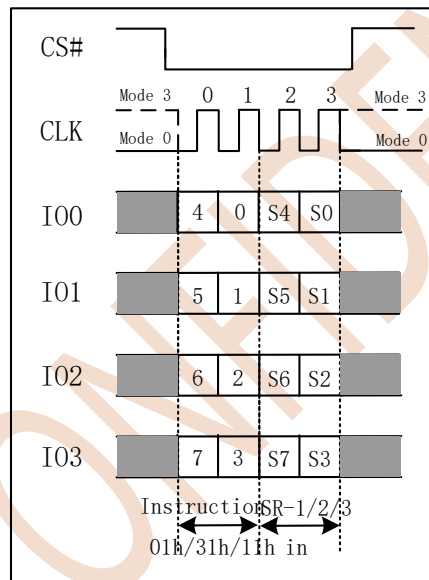 CS#
Mode 3 0 1 2 3 Mode 3
CLK
Mode 0 Mode 0
IO0 4 0 S4 S0
IO1 5 1 S5 S1
IO2 6 2 S6 S2
IO3 7 3 S7 S3
Instruction SR-1/2/3
01h/31h/11h in
ONFIDEN